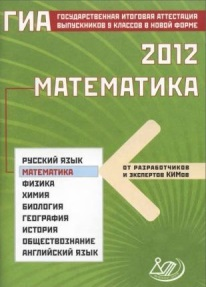 ГИА
ГОСУДАРСТВЕННАЯ ИТОГОВАЯ АТТЕСТАЦИЯ
ВЫПУСКНИКОВ 9 КЛАССОВ В НОВОЙ ФОРМЕ
2012
МАТЕМАТИКА
РУССКИЙ ЯЗЫК
МАТЕМАТИКА
ФИЗИКА
ХИМИЯ
БИОЛОГИЯ
ГЕОГРАФИЯ
ИСТОРИЯ
ОБЩЕСТВОЗНАНИЕ
АНГЛИЙСКИЙ ЯЗЫК
ОТ РАЗРАБОТЧИКОВ
И ЭКСПЕРТОВ КИМов